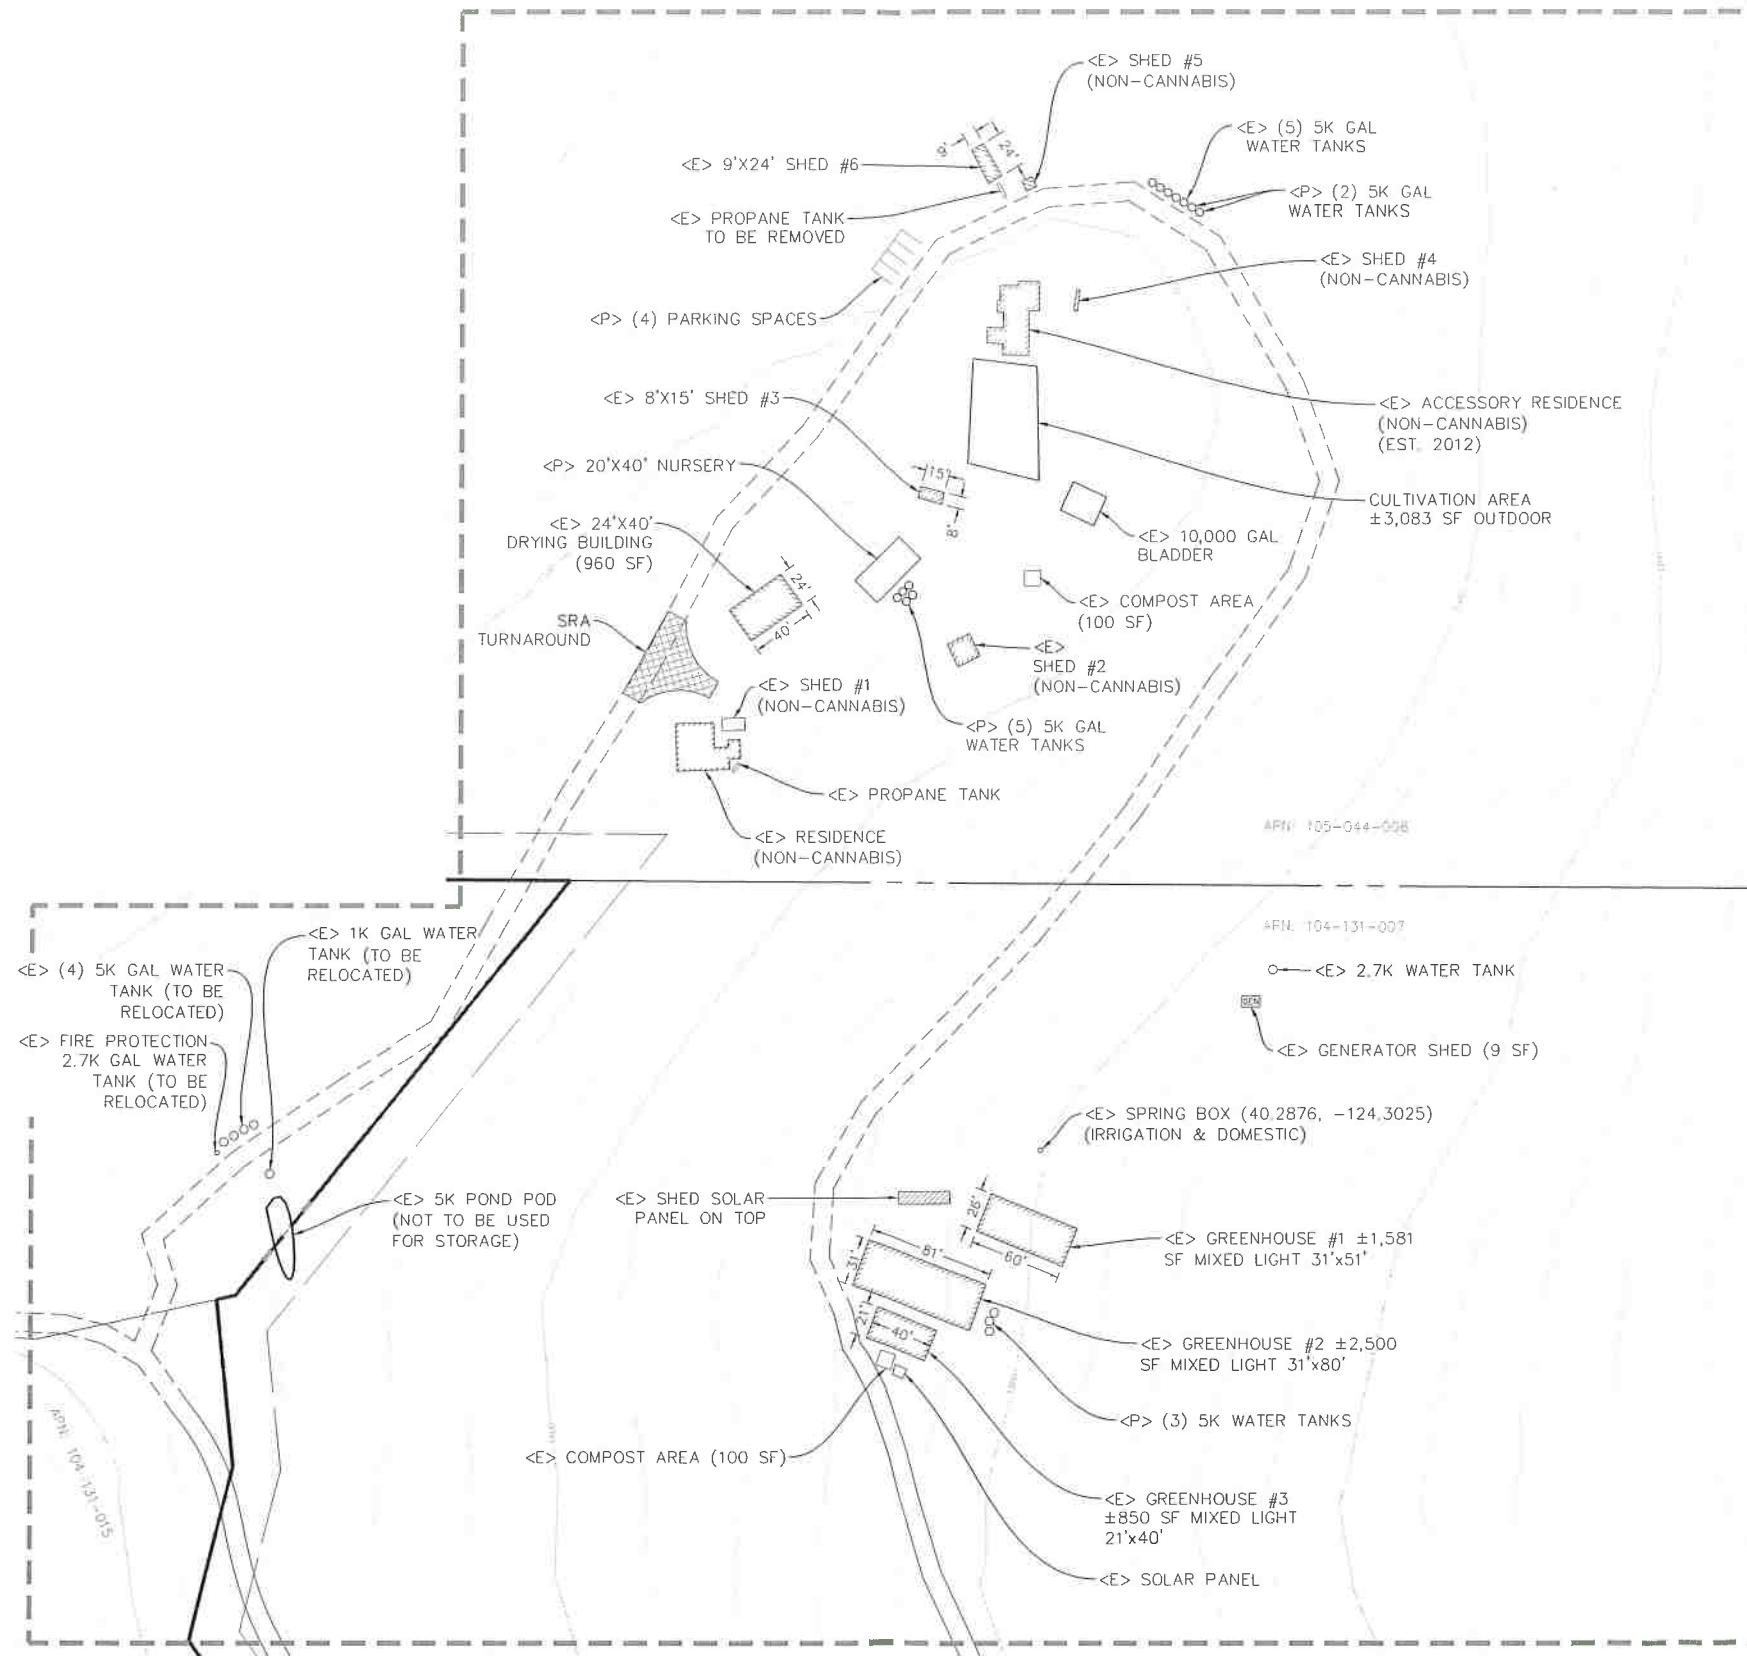 <E> SHED #5
(NON-CANNABIS)
<E> (5) 5K GAL
WATER TANKS
9'
24'
<E> 9'X24' SHED #6
<P> (2) 5K GAL
WATER TANKS
<E> PROPANE TANK
TO BE REMOVED
<E> SHED #4
(NON-CANNABIS)
<P> (4) PARKING SPACES
<E> 8'X15' SHED #3
<E> ACCESSORY RESIDENCE
(NON-CANNABIS)
(EST. 2012)
<P> 20'X40' NURSERY
15'
8'
CULTIVATION AREA
±3,083 SF OUTDOOR
<E> 24'X40'
DRYING BUILDING
(960 SF)
<E> 10,000 GAL
BLADDER
24'
40'
<E> COMPOST AREA
(100 SF)
SRA
TURNAROUND
<E>
SHED #2
(NON-CANNABIS)
<E> SHED #1
(NON-CANNABIS)
<P> (5) 5K GAL
WATER TANKS
<E> PROPANE TANK
<E> RESIDENCE
(NON-CANNABIS)
APN: 105-044-008
APN: 104-131-007
<E> 1K GAL WATER
TANK (TO BE
RELOCATED)
<E> (4) 5K GAL WATER
TANK (TO BE
RELOCATED)
<E> 2.7K WATER TANK
GEN
<E> FIRE PROTECTION
2.7K GAL WATER
TANK (TO BE
RELOCATED)
<E> GENERATOR SHED (9 SF)
<E> SPRING BOX (40.2876, -124.3025)
(IRRIGATION & DOMESTIC)
<E> 5K POND POD
(NOT TO BE USED
FOR STORAGE)
<E> SHED SOLAR
PANEL ON TOP
26'
60'
<E> GREENHOUSE #1 ±1,581
SF MIXED LIGHT 31'x51'
81'
31'
21'
40'
<E> GREENHOUSE #2 ±2,500
SF MIXED LIGHT 31'x80'
<P> (3) 5K WATER TANKS
APN: 104-131-015
<E> COMPOST AREA (100 SF)
<E> GREENHOUSE #3
±850 SF MIXED LIGHT
21'x40'
<E> SOLAR PANEL